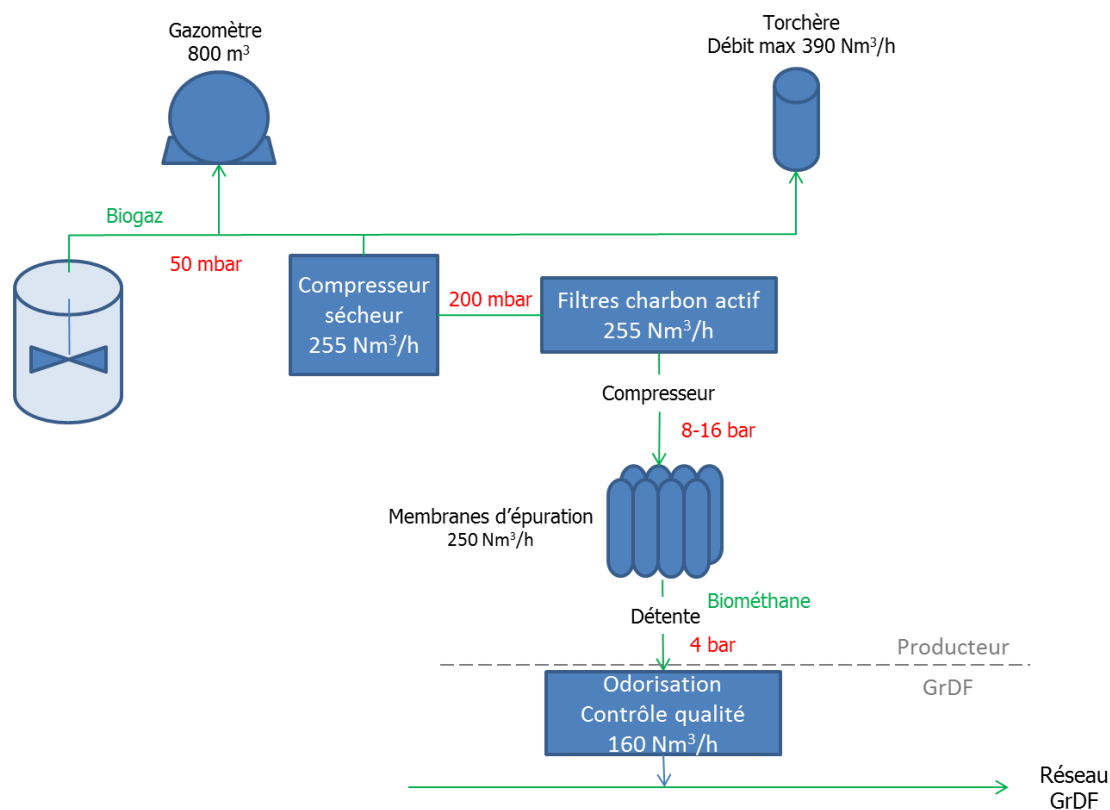 Gazomètre
800 m³
Torchère
Débit max 390 Nm³/h
Biogaz
50 mbar
Compresseur
sécheur
255 Nm³/h
200 mbar
Filtres charbon actif
255 Nm³/h
Compresseur
8-16 bar
Membranes d’épuration
250 Nm³/h
Biométhane
Détente
4 bar
Producteur
GrDF
Odorisation
Contrôle qualité
160 Nm³/h
Réseau
GrDF